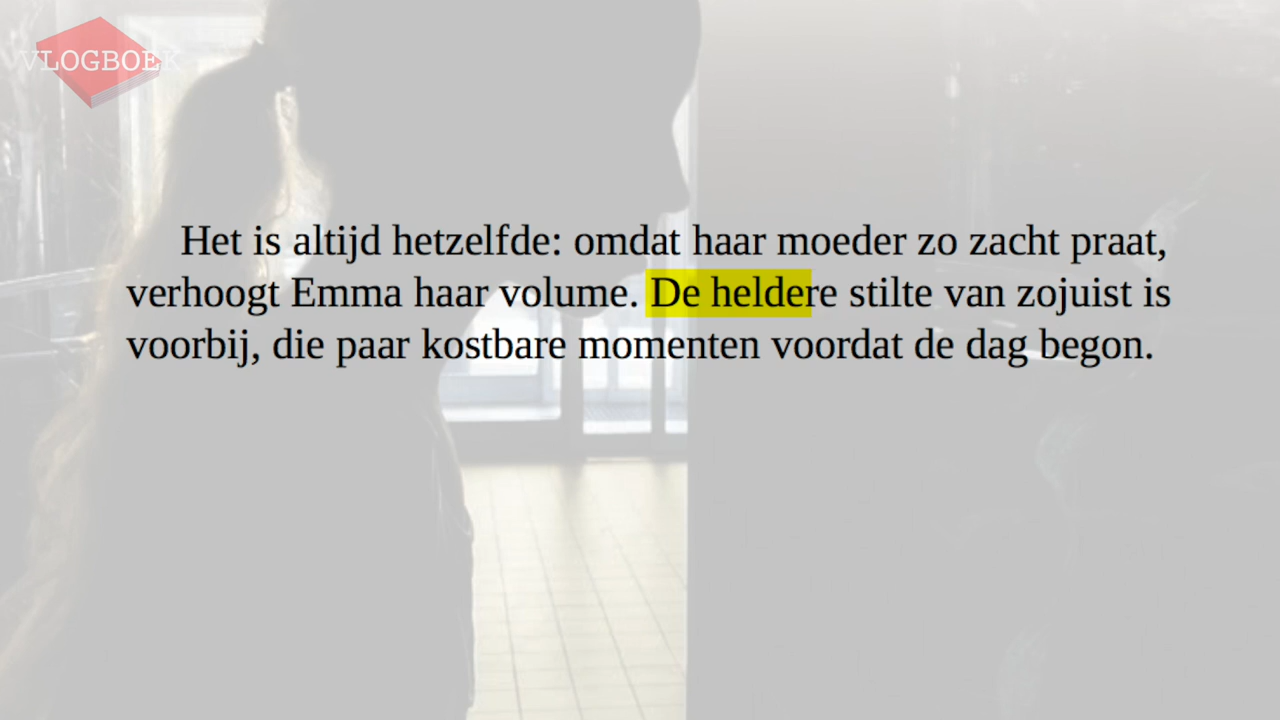 VLOGBOEK
Het is altijd hetzelfde: omdat haar moeder zo zacht praat,
verhoogt Emma haar volume. De heldere stilte van zojuist is
voorbij, die paar kostbare momenten voordat de dag begon.